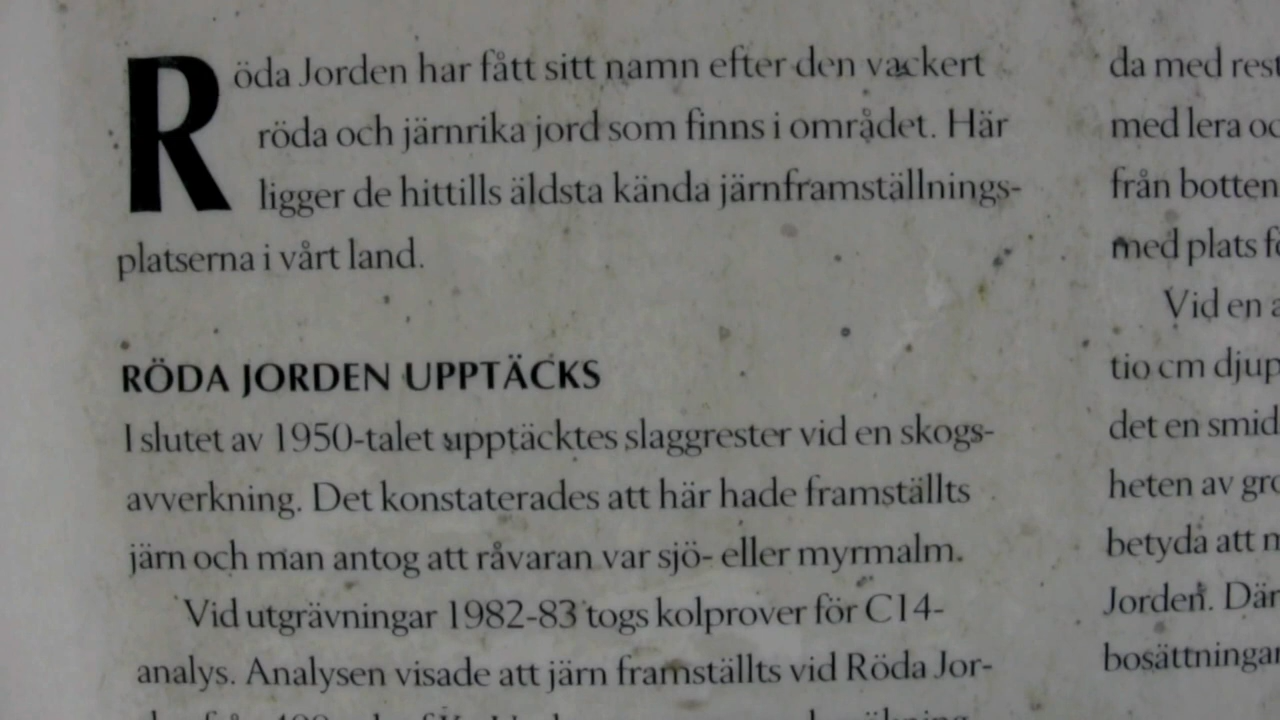 Röda Jorden har fått sitt namn efter den vackert
röda och järnrika jord som finns i området. Här
ligger de hittills äldsta kända järnframställnings-
platserna i vårt land.
RÖDA JORDEN UPPTÄCKS
I slutet av 1950-talet upptäcktes slaggrester vid en skogs-
avverkning. Det konstaterades att här hade framställts
järn och man antog att råvaran var sjö- eller myrmalm.
Vid utgrävningar 1982-83 togs kolprover för C14-
analys. Analysen visade att järn framställts vid Röda Jor-
da med rest
med lera oc
från botten
med plats fö
Vid en a
tio cm djup
det en smid
heten av gro
betyda att m
Jorden. Där
bosättningar